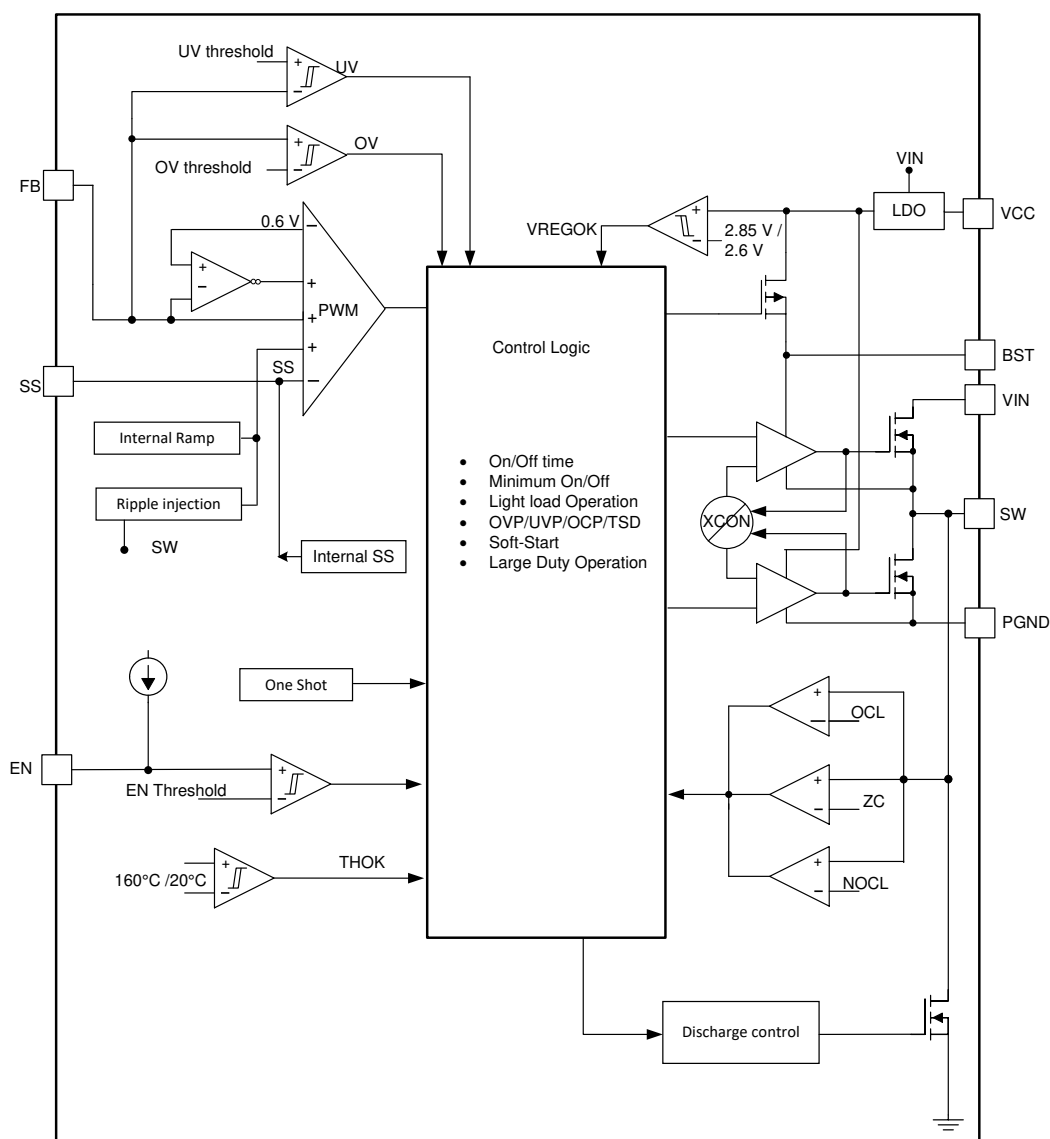 UV threshold
UV
OV
OV threshold
FB
VIN
LDO
VCC
0.6 V
VREGOK
2.85 V /
2.6 V
PWM
Control Logic
SS
SS
BST
VIN
Internal Ramp
• On/Off time
• Minimum On/Off
• Light load Operation
• OVP/UVP/OCP/TSD
• Soft-Start
• Large Duty Operation
Ripple injection
SW
Internal SS
XCON
SW
PGND
One Shot
OCL
EN
EN Threshold
ZC
THOK
160°C /20°C
NOCL
Discharge control